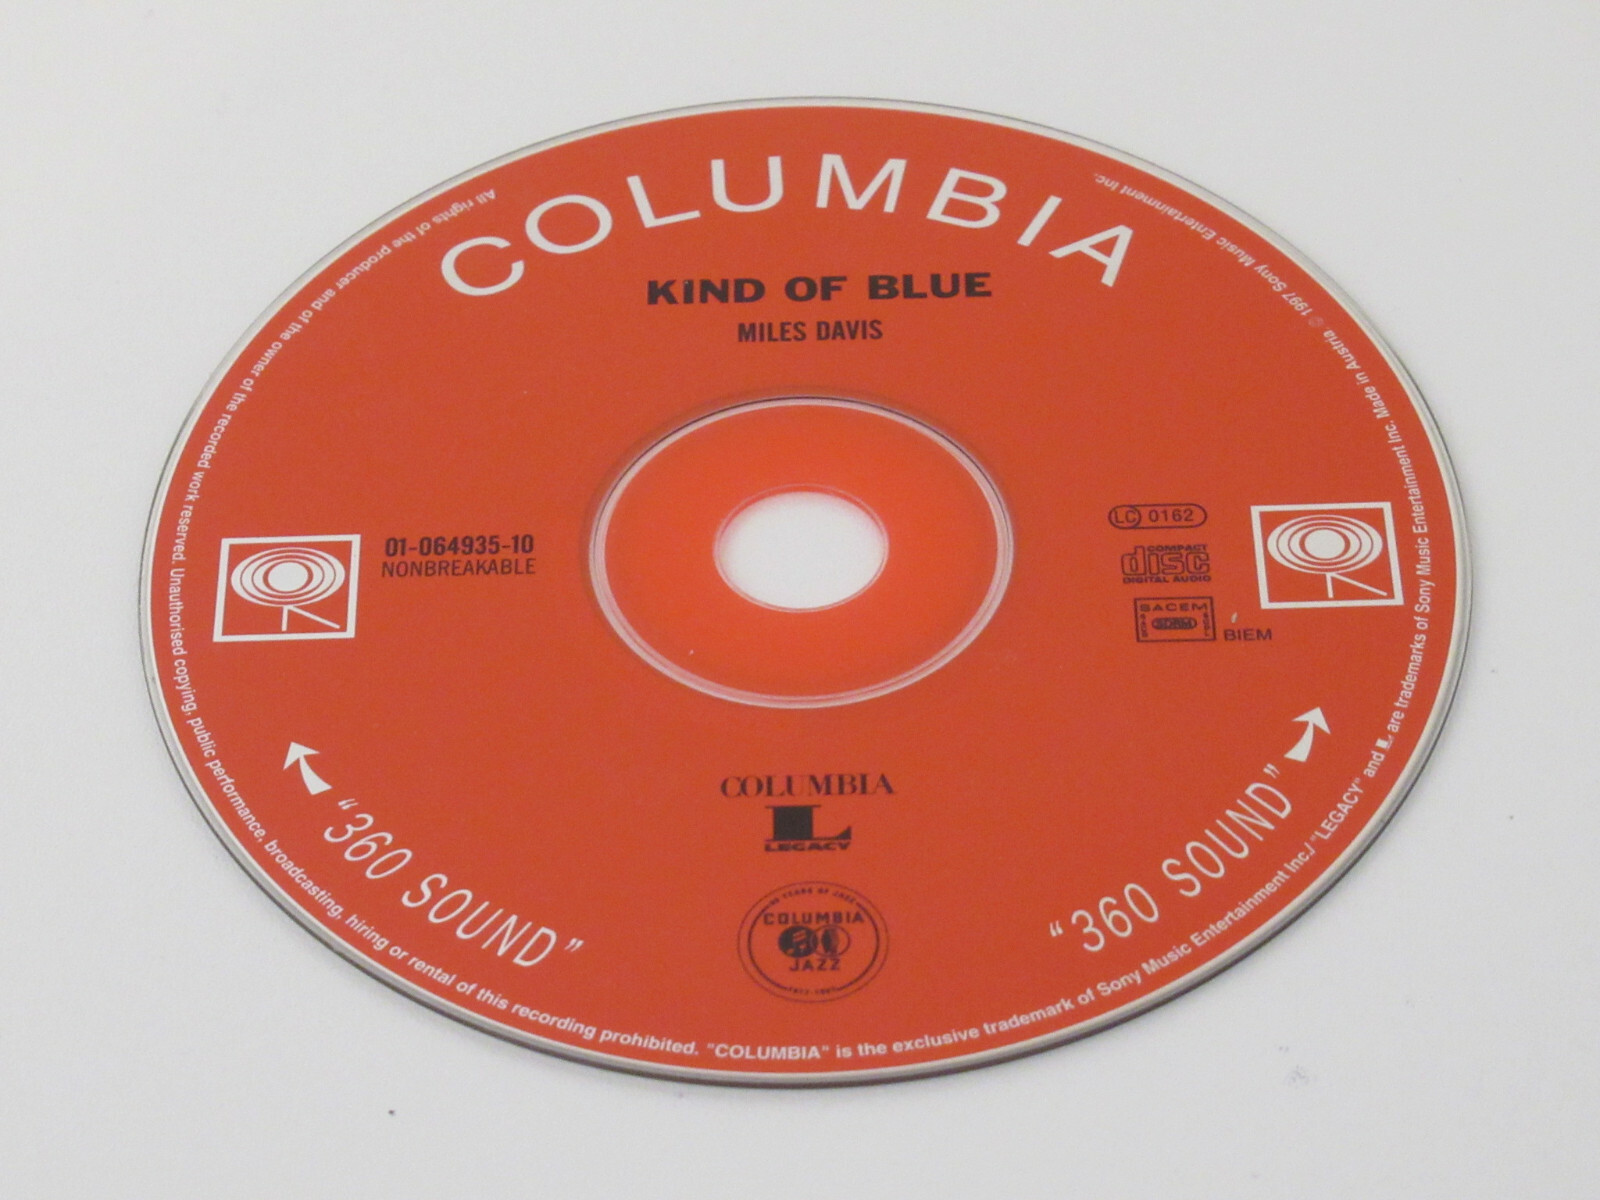 COLUMBIA
KIND OF BLUE
MILES DAVIS
01-064935-10
NONBREAKABLE
LC 0162
COMPACT
disc
DIGITAL AUDIO
SACEM
SDRM
BIEM
COLUMBIA
L
LEGACY
YEARS OF JAZZ
COLUMBIA
JAZZ
"360 SOUND"
"360 SOUND"
All rights of the producer and of the owner of the recorded work reserved. Unauthorised copying, public performance, broadcasting, hiring or rental of this recording prohibited. "COLUMBIA" is the exclusive trademark of Sony Music Entertainment Inc./"LEGACY" and L are trademarks of Sony Music Entertainment Inc. Made in Austria ℗ 1997 Sony Music Entertainment Inc.